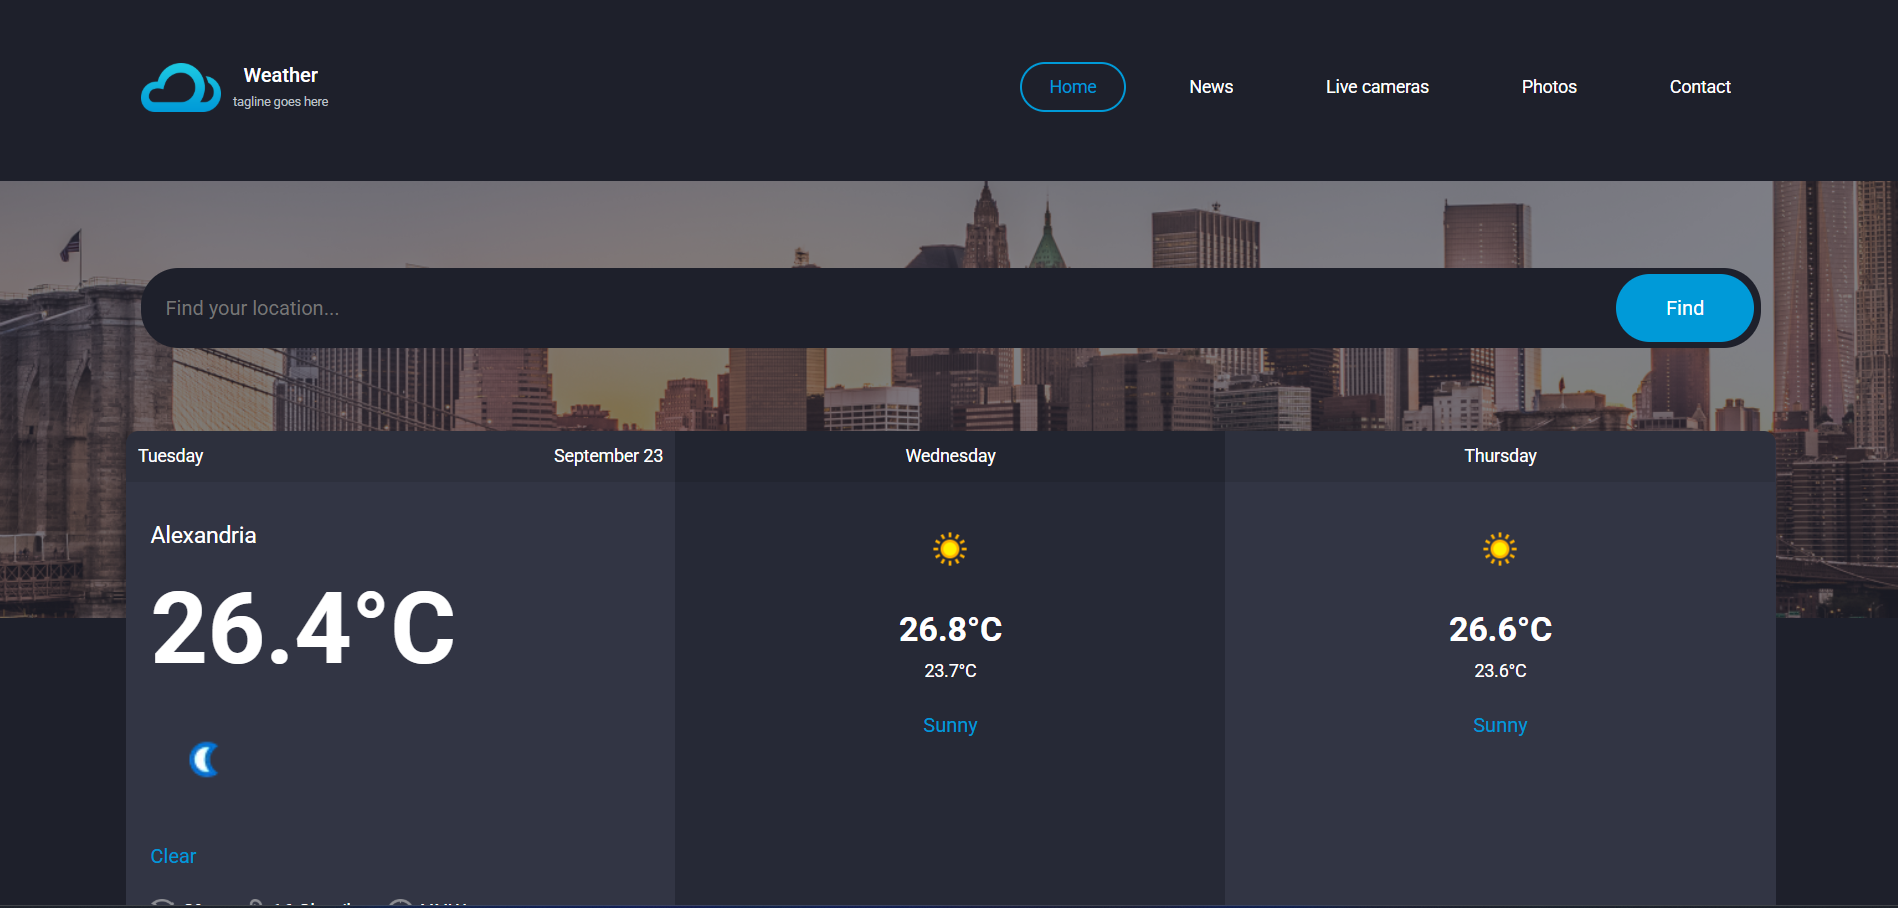 Weather
tagline goes here
Home News Live cameras Photos Contact
Find your location...
Find
Tuesday September 23
Wednesday
Thursday
Alexandria
26.4°C
Clear
26.8°C
23.7°C
Sunny
26.6°C
23.6°C
Sunny